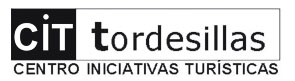 CiT tordesillas
CENTRO INICIATIVAS TURÍSTICAS